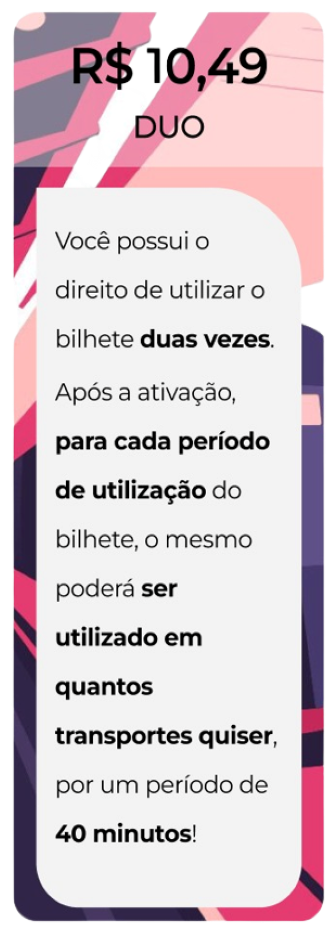 R$ 10,49
DUO
Você possui o
direito de utilizar o
bilhete duas vezes.
Após a ativação,
para cada período
de utilização do
bilhete, o mesmo
poderá ser
utilizado em
quantos
transportes quiser,
por um período de
40 minutos!